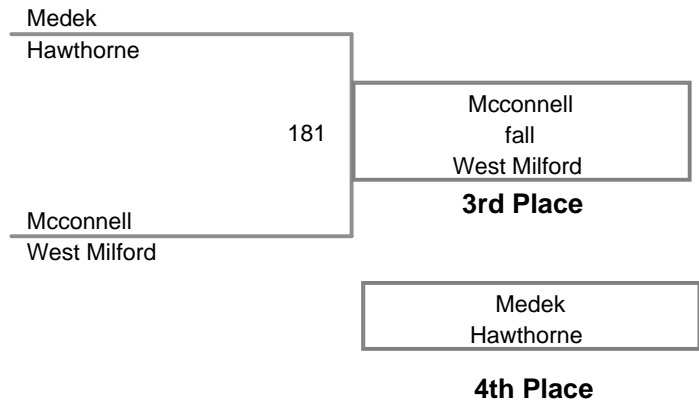 Medek
Hawthorne
181
Mcconnell
fall
West Milford
3rd Place
Mcconnell
West Milford
Medek
Hawthorne
4th Place